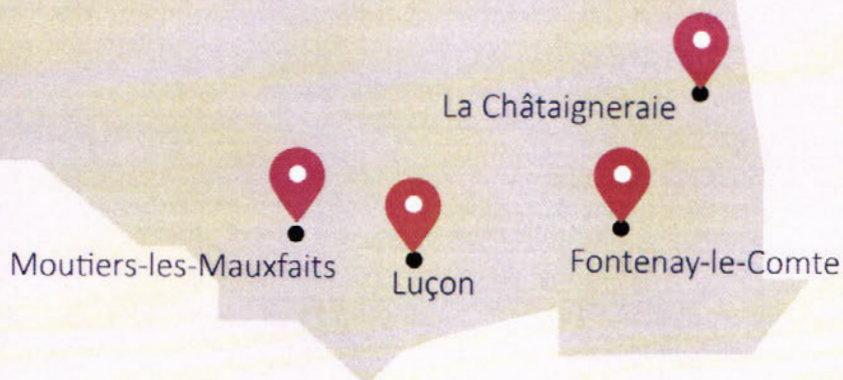 La Châtaigneraie
Moutiers-les-Mauxfaits
Luçon
Fontenay-le-Comte